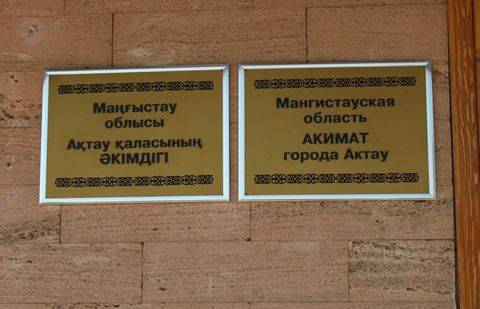 Маңғыстау
облысы
Ақтау қаласының
ӘКІМДІГІ
Мангистауская
область
АКИМАТ
города Актау